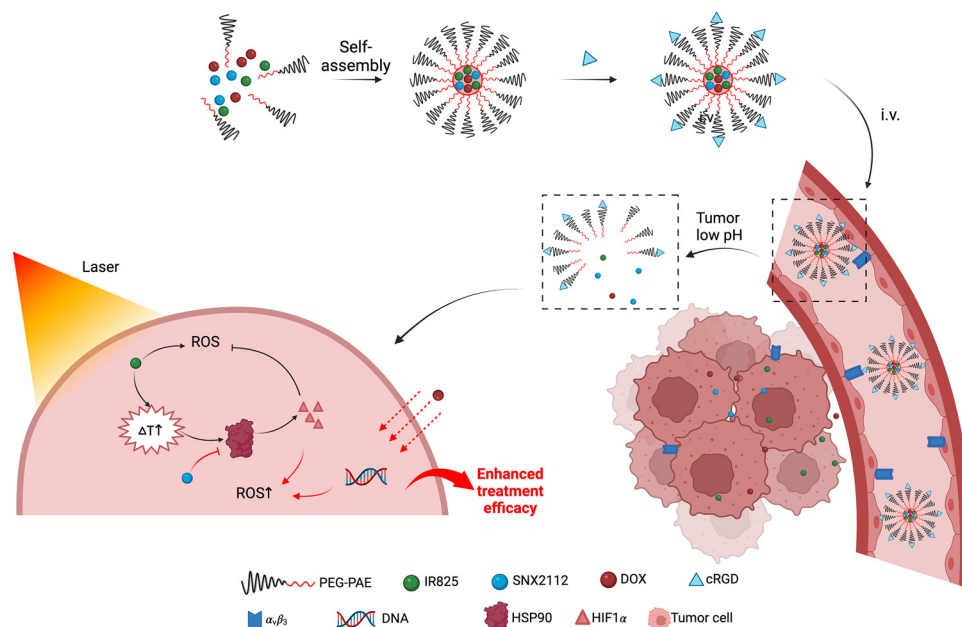 Self-
assembly
i.v.
i.v.
Tumor
low pH
Laser
ROS
ΔT↑
ROS↑
Enhanced
treatment
efficacy
PEG-PAE
IR825
SNX2112
DOX
cRGD
αvβ3
DNA
HSP90
HIF1α
Tumor cell